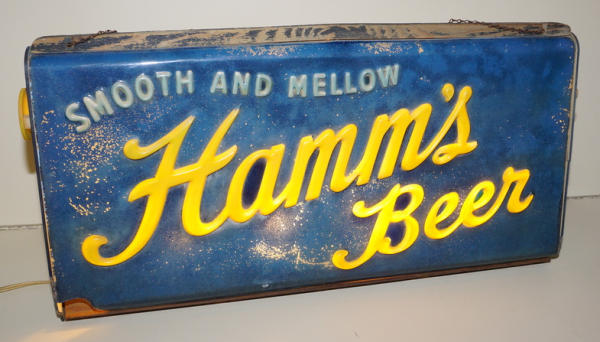 SMOOTH AND MELLOW
Hamm's
Beer